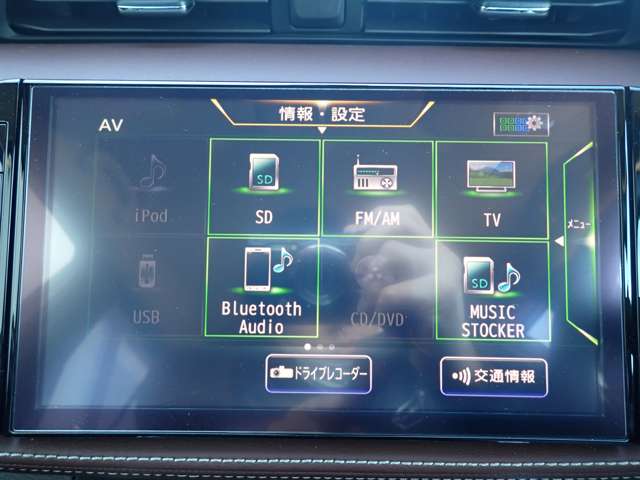 情報・設定
AV
iPod
SD
SD
FM/AM
TV
メニュー
USB
Bluetooth
Audio
CD/DVD
SD
MUSIC
STOCKER
ドライブレコーダー
交通情報